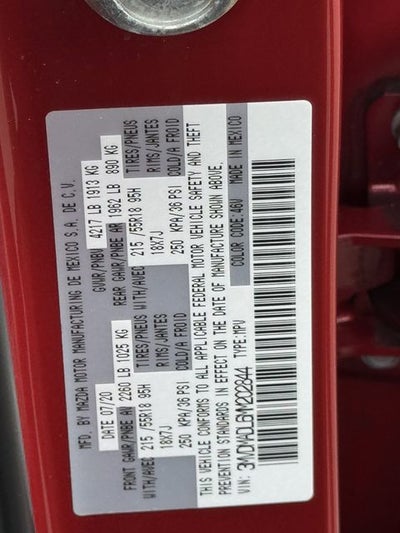 MFG. BY MAZDA MOTOR MANUFACTURING DE MEXICO S.A. DE C.V.
DATE 07/20 GVWR/PNBV 4217 LB 1913 KG
FRONT GAWR/PNBE AV 2260 LB 1025 KG REAR GAWR/PNBE AR 1962 LB 890 KG
WITH/AVEC 215/55R18 95H TIRES/PNEUS WITH/AVEC 215/55R18 95H TIRES/PNEUS
18X7J RIMS/JANTES 18X7J RIMS/JANTES
250 KPA/36 PSI COLD/A FROID 250 KPA/36 PSI COLD/A FROID
THIS VEHICLE CONFORMS TO ALL APPLICABLE FEDERAL MOTOR VEHICLE SAFETY AND THEFT
PREVENTION STANDARDS IN EFFECT ON THE DATE OF MANUFACTURE SHOWN ABOVE.
TYPE:MPV COLOR CODE:46V MADE IN MEXICO
VIN: 3MVDMADL6MM202844